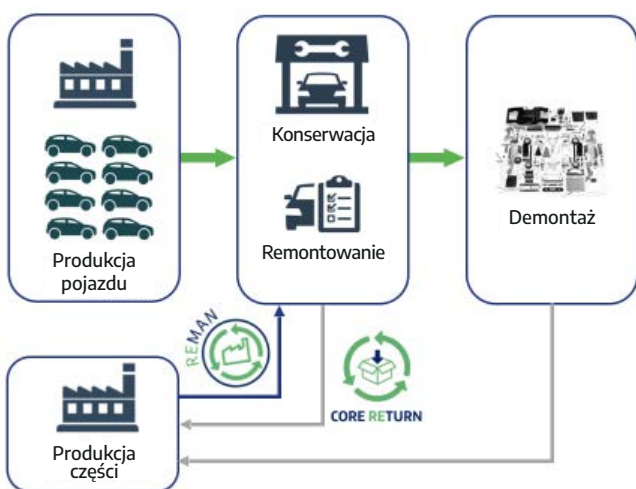 Produkcja
pojazdu
Konserwacja
Remontowanie
Demontaż
REMAN
CORE RETURN
Produkcja
części